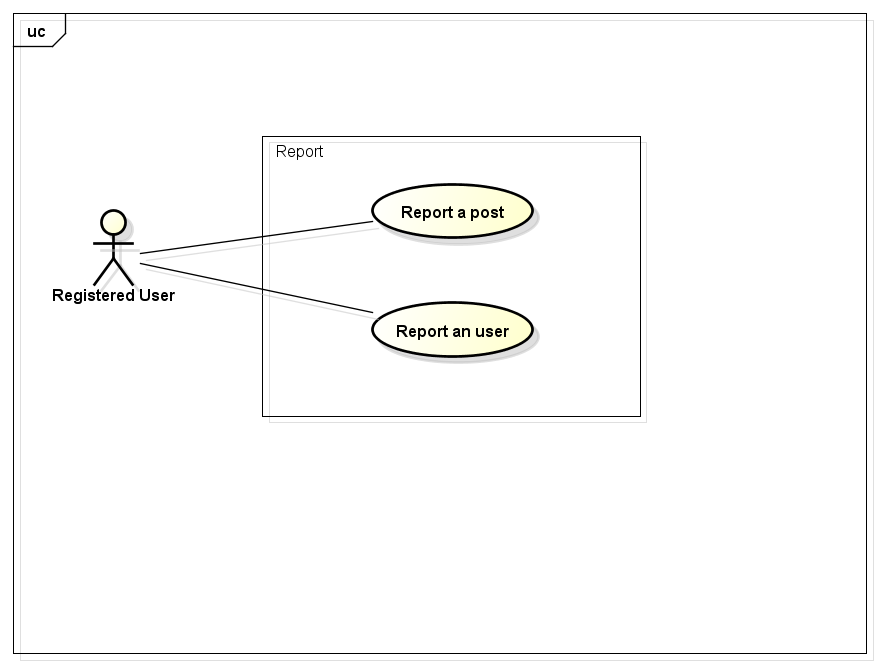 uc
Report
Report a post
Registered User
Report an user